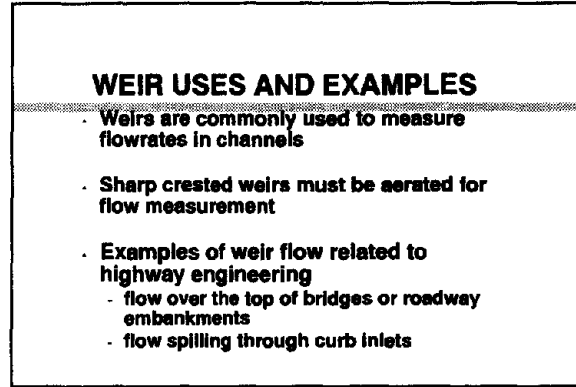 WEIR USES AND EXAMPLES
- Weirs are commonly used to measure
flowrates in channels
- Sharp crested weirs must be aerated for
flow measurement
- Examples of weir flow related to
highway engineering
- flow over the top of bridges or roadway
embankments
- flow spilling through curb inlets